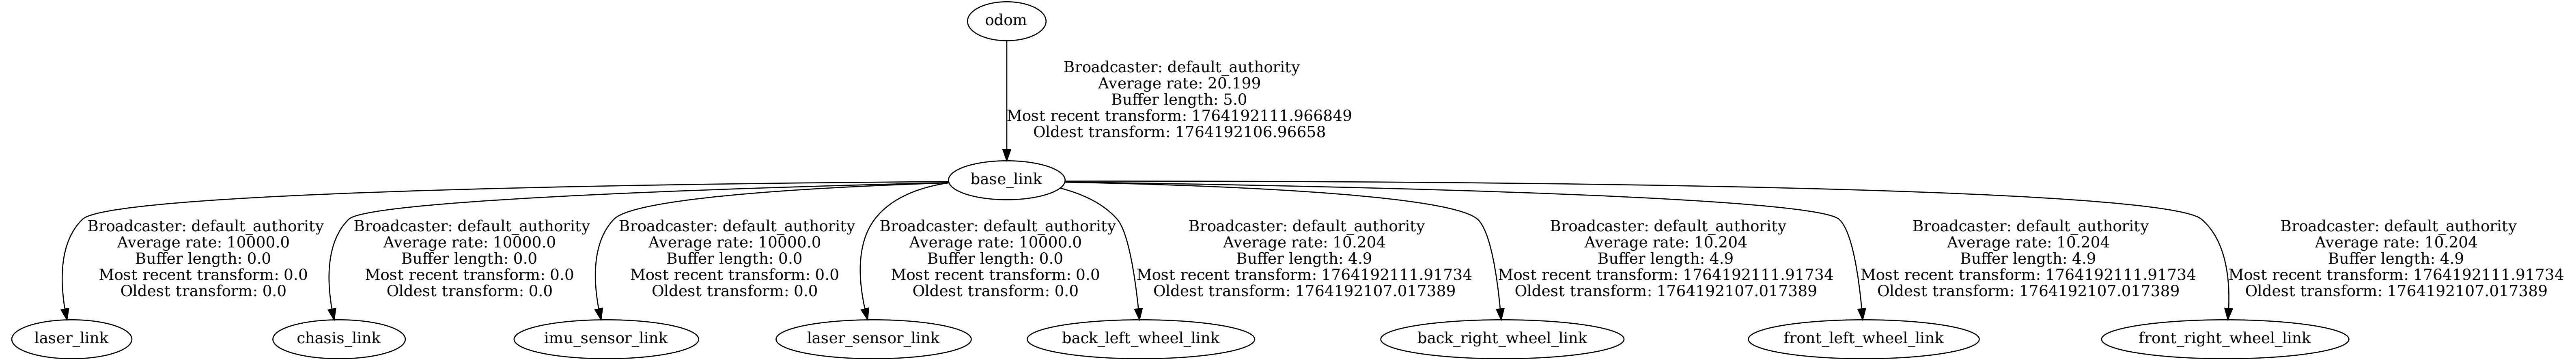 odom
Broadcaster: default_authority
Average rate: 20.199
Buffer length: 5.0
Most recent transform: 1764192111.966849
Oldest transform: 1764192106.96658
base_link
Broadcaster: default_authority
Average rate: 10000.0
Buffer length: 0.0
Most recent transform: 0.0
Oldest transform: 0.0
Broadcaster: default_authority
Average rate: 10000.0
Buffer length: 0.0
Most recent transform: 0.0
Oldest transform: 0.0
Broadcaster: default_authority
Average rate: 10000.0
Buffer length: 0.0
Most recent transform: 0.0
Oldest transform: 0.0
Broadcaster: default_authority
Average rate: 10000.0
Buffer length: 0.0
Most recent transform: 0.0
Oldest transform: 0.0
Broadcaster: default_authority
Average rate: 10.204
Buffer length: 4.9
Most recent transform: 1764192111.91734
Oldest transform: 1764192107.017389
Broadcaster: default_authority
Average rate: 10.204
Buffer length: 4.9
Most recent transform: 1764192111.91734
Oldest transform: 1764192107.017389
Broadcaster: default_authority
Average rate: 10.204
Buffer length: 4.9
Most recent transform: 1764192111.91734
Oldest transform: 1764192107.017389
Broadcaster: default_authority
Average rate: 10.204
Buffer length: 4.9
Most recent transform: 1764192111.91734
Oldest transform: 1764192107.017389
laser_link
chasis_link
imu_sensor_link
laser_sensor_link
back_left_wheel_link
back_right_wheel_link
front_left_wheel_link
front_right_wheel_link